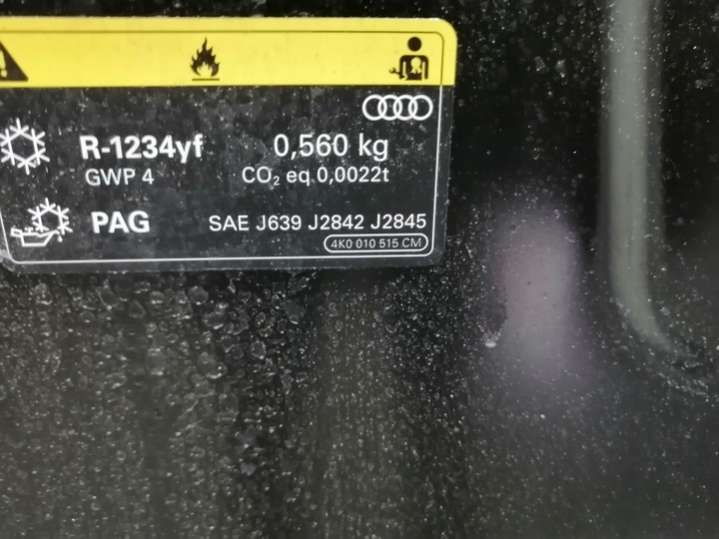 R-1234yf 0,560 kg
GWP 4 CO₂ eq 0,0022t
PAG SAE J639 J2842 J2845
4K0 010 515 CM